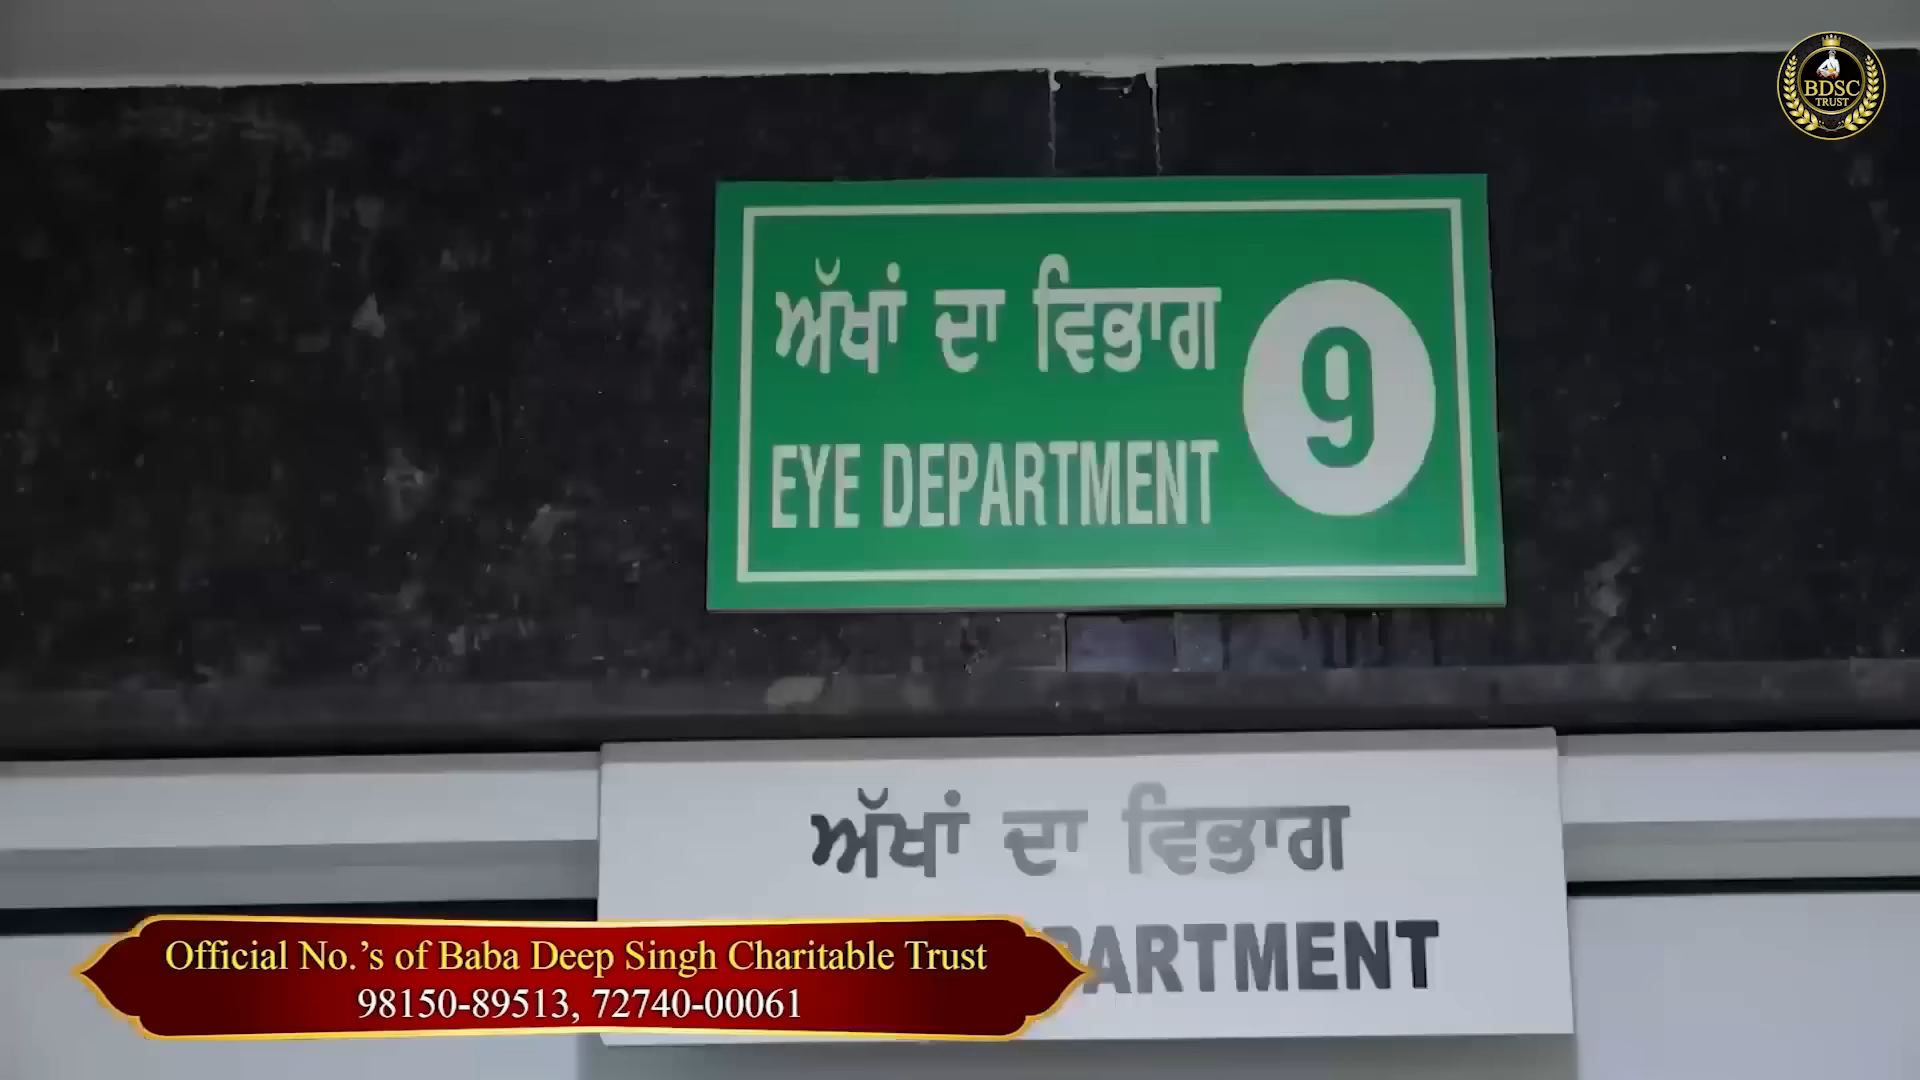 BDSC
TRUST
ਅੱਖਾਂ ਦਾ ਵਿਭਾਗ
EYE DEPARTMENT
9
ਅੱਖਾਂ ਦਾ ਵਿਭਾਗ
PARTMENT
Official No.’s of Baba Deep Singh Charitable Trust
98150-89513, 72740-00061